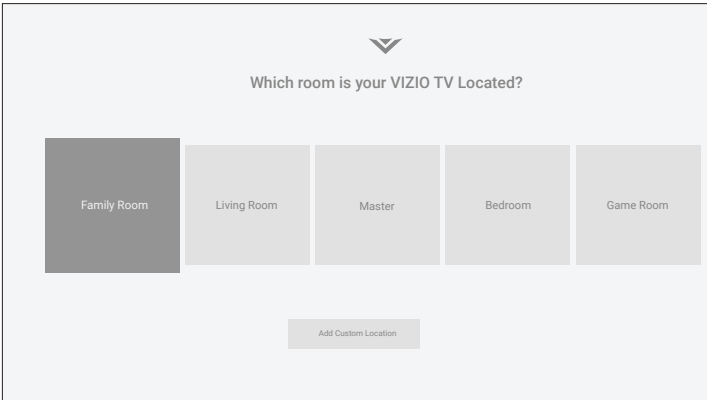 Which room is your VIZIO TV Located?
Family Room
Living Room
Master
Bedroom
Game Room
Add Custom Location